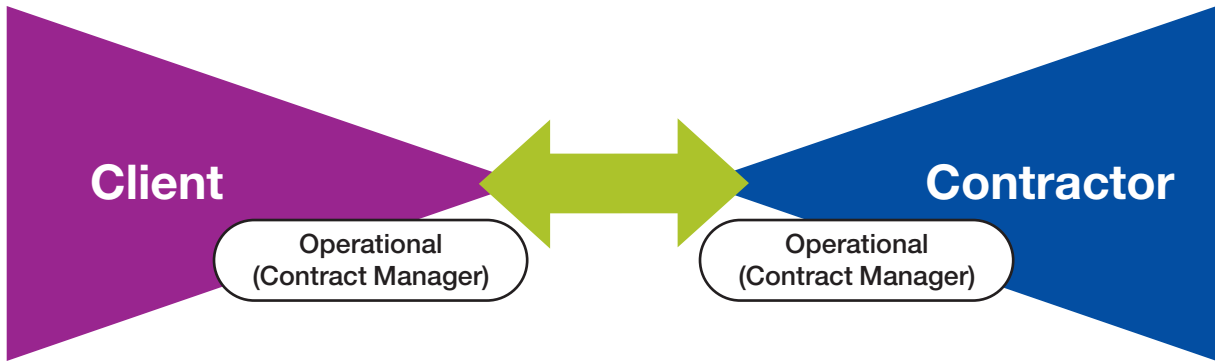 Client
Contractor
Operational
(Contract Manager)
Operational
(Contract Manager)